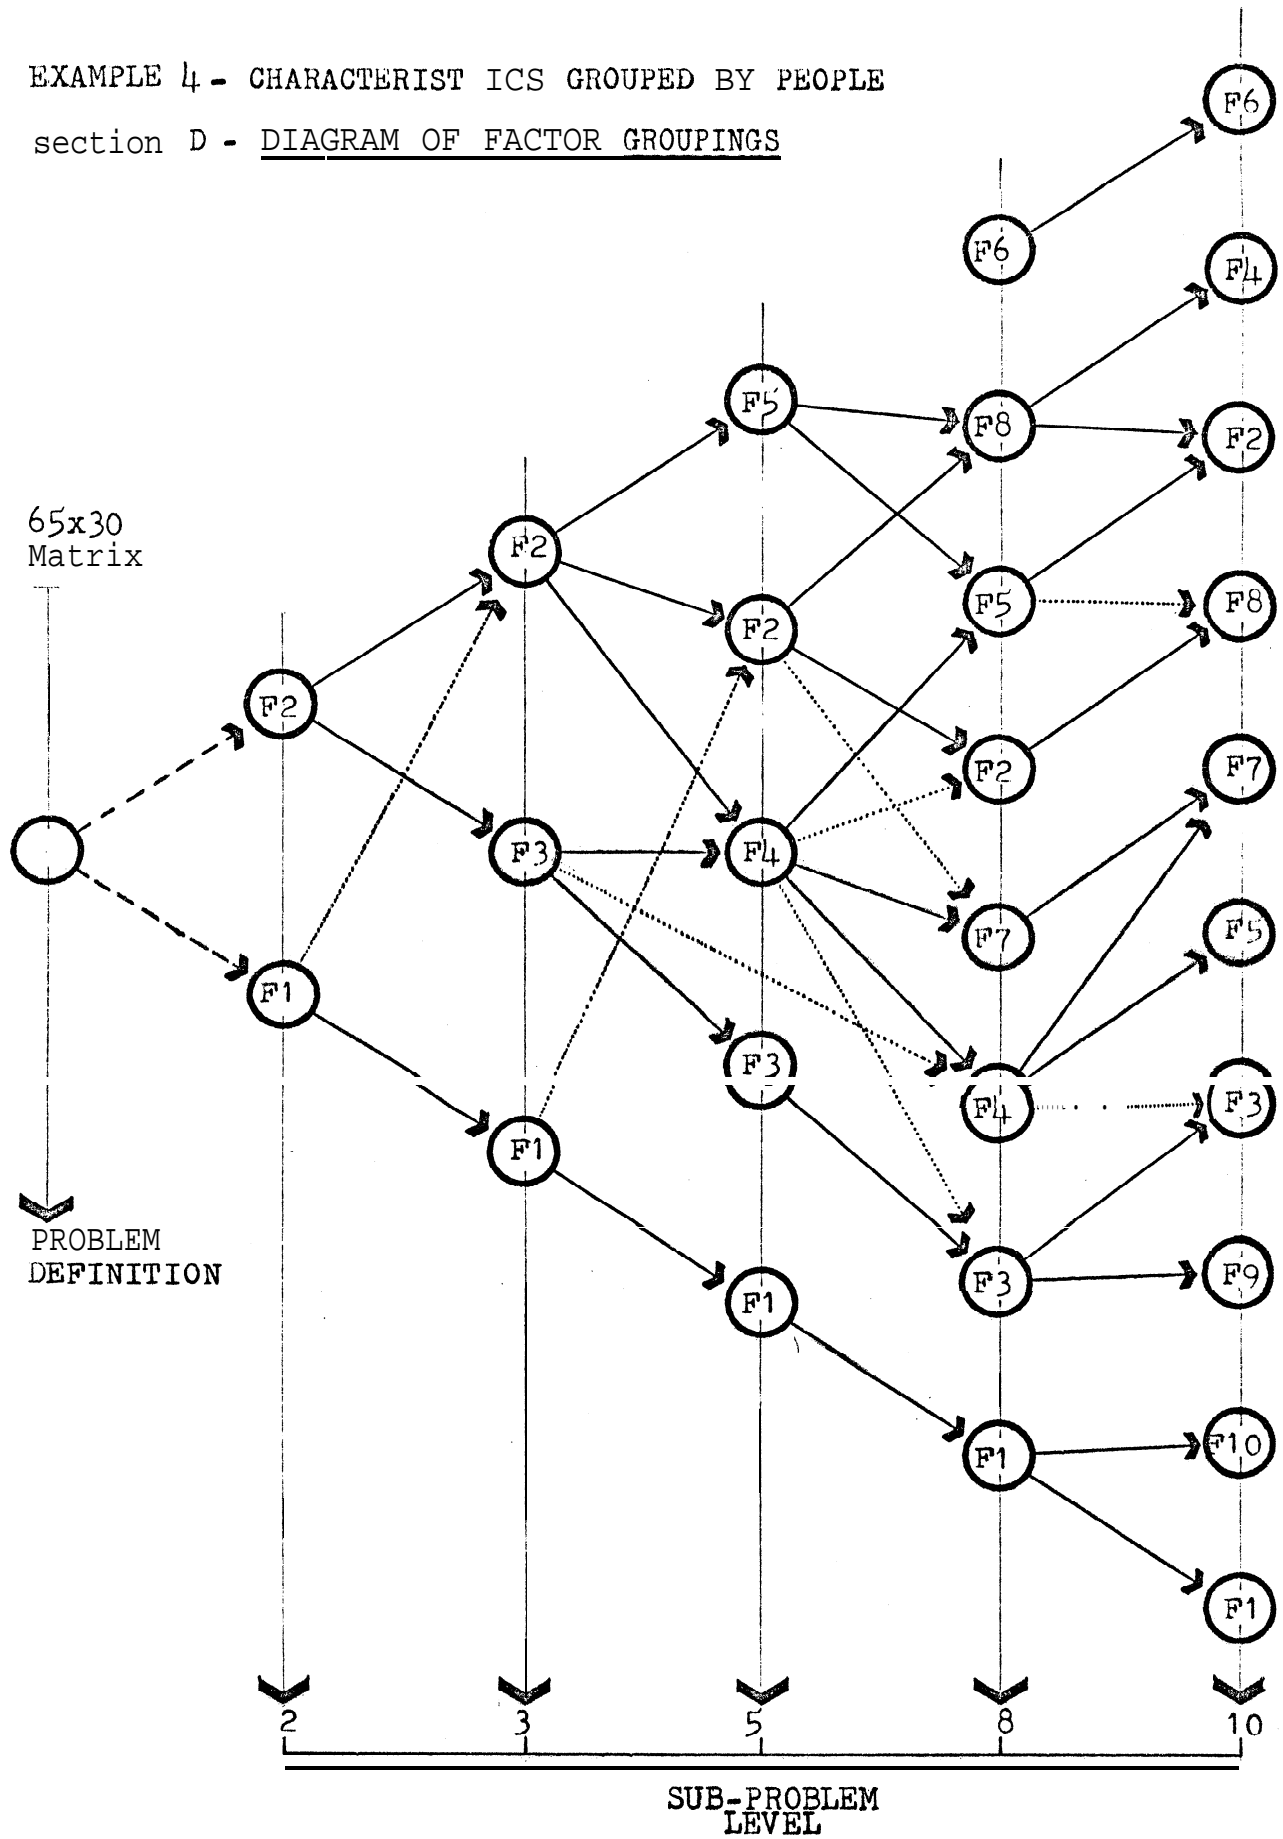 EXAMPLE 4 - CHARACTERIST ICS GROUPED BY PEOPLE
section D - DIAGRAM OF FACTOR GROUPINGS
65x30
Matrix
PROBLEM
DEFINITION
F2
F1
F2
F3
F1
F5
F2
F4
F3
F1
F6
F8
F5
F2
F7
F4
F3
F1
F6
F4
F2
F8
F7
F5
F3
F9
F10
F1
2 3 5 8 10
SUB-PROBLEM
LEVEL